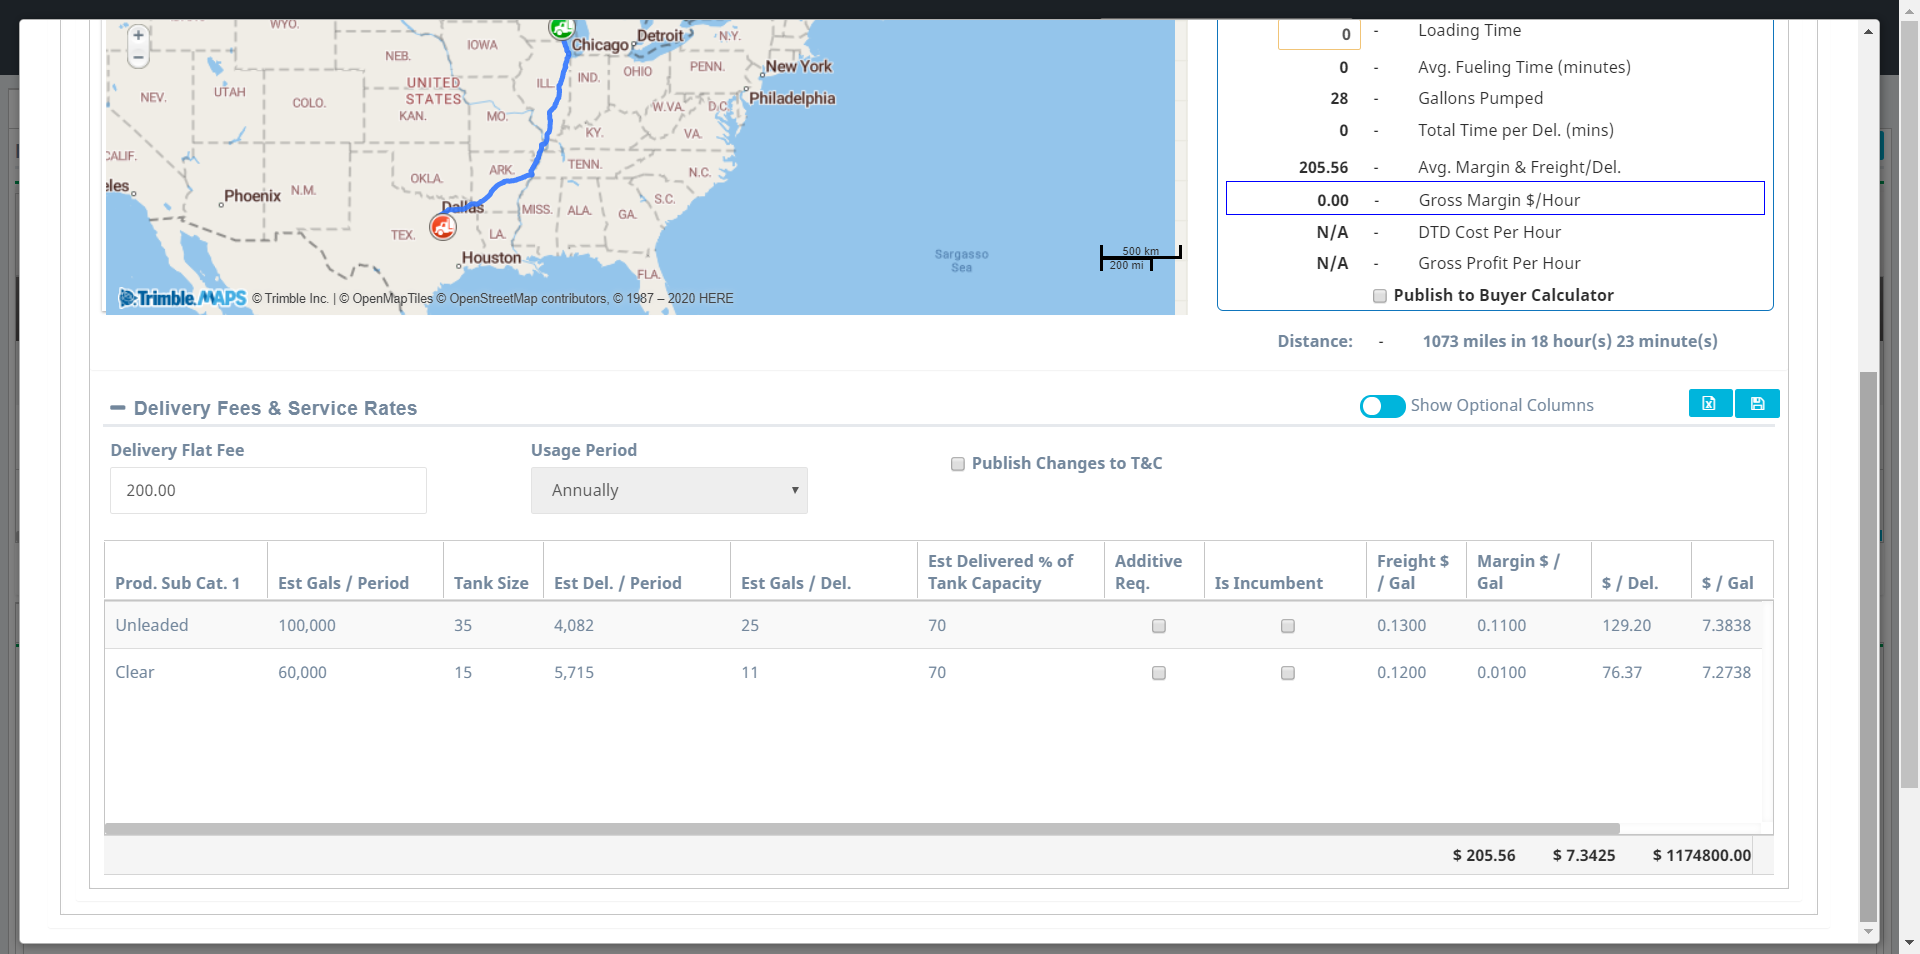 WYO.
IOWA
Chicago
Detroit
N.Y.
NEB.
PENN.
New York
OHIO
IND.
ILL.
UNITED
STATES
NEV.
UTAH
COLO.
KAN.
MO.
W.VA.
D.C.
Philadelphia
KY.
VA.
CALIF.
TENN.
N.C.
ARK.
OKLA.
N.M.
Phoenix
S.C.
Dallas
MISS.
ALA.
GA.
TEX.
LA.
Houston
FLA.
Sargasso
Sea
500 km
200 mi
Trimble MAPS © Trimble Inc. | © OpenMapTiles © OpenStreetMap contributors, © 1987 – 2020 HERE
0 - Loading Time
0 - Avg. Fueling Time (minutes)
28 - Gallons Pumped
0 - Total Time per Del. (mins)
205.56 - Avg. Margin & Freight/Del.
0.00 - Gross Margin $/Hour
N/A - DTD Cost Per Hour
N/A - Gross Profit Per Hour
Publish to Buyer Calculator
Distance: - 1073 miles in 18 hour(s) 23 minute(s)
Delivery Fees & Service Rates
Show Optional Columns
Delivery Flat Fee
Usage Period
Publish Changes to T&C
200.00
Annually
Prod. Sub Cat. 1
Est Gals / Period
Tank Size
Est Del. / Period
Est Gals / Del.
Est Delivered % of
Tank Capacity
Additive
Req.
Is Incumbent
Freight $
/ Gal
Margin $ /
Gal
$ / Del.
$ / Gal
Unleaded 100,000 35 4,082 25 70 0.1300 0.1100 129.20 7.3838
Clear 60,000 15 5,715 11 70 0.1200 0.0100 76.37 7.2738
$ 205.56 $ 7.3425 $ 1174800.00